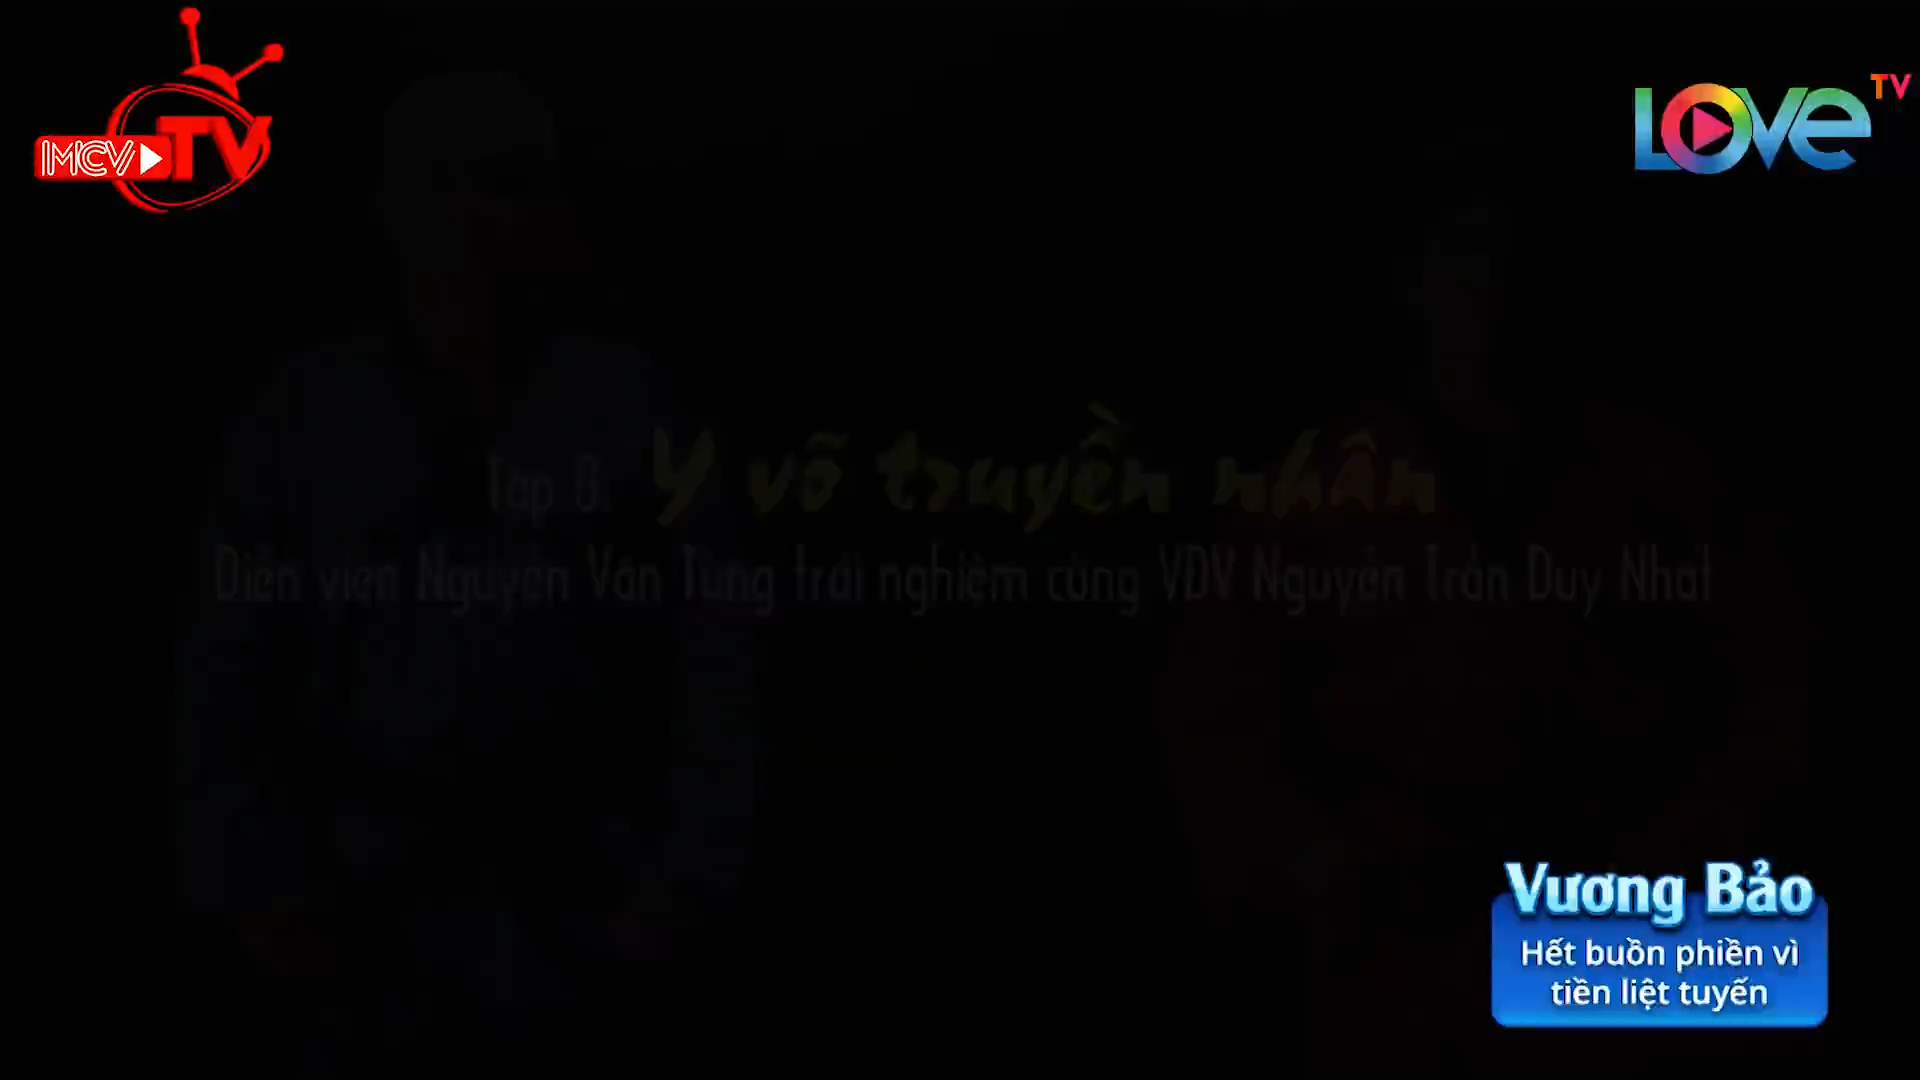 MCV TV
LOVE TV
Tập 8: Y võ truyền nhân
Diễn viên Nguyễn Văn Tùng trải nghiệm cùng VĐV Nguyễn Trần Duy Nhất
Vương Bảo
Hết buồn phiền vì
tiền liệt tuyến